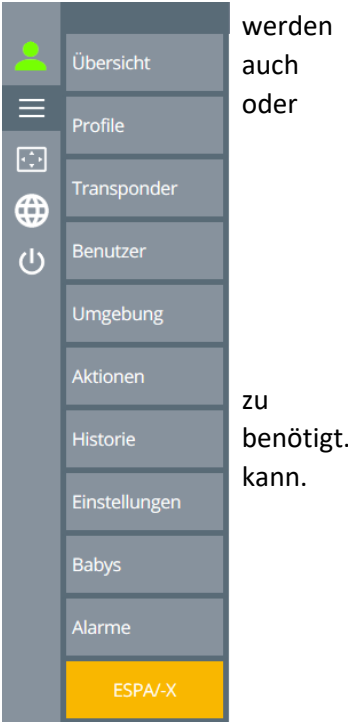 Übersicht
Profile
Transponder
Benutzer
Umgebung
Aktionen
Historie
Einstellungen
Babys
Alarme
ESPA/-X
werden
auch
oder
zu
benötigt.
kann.